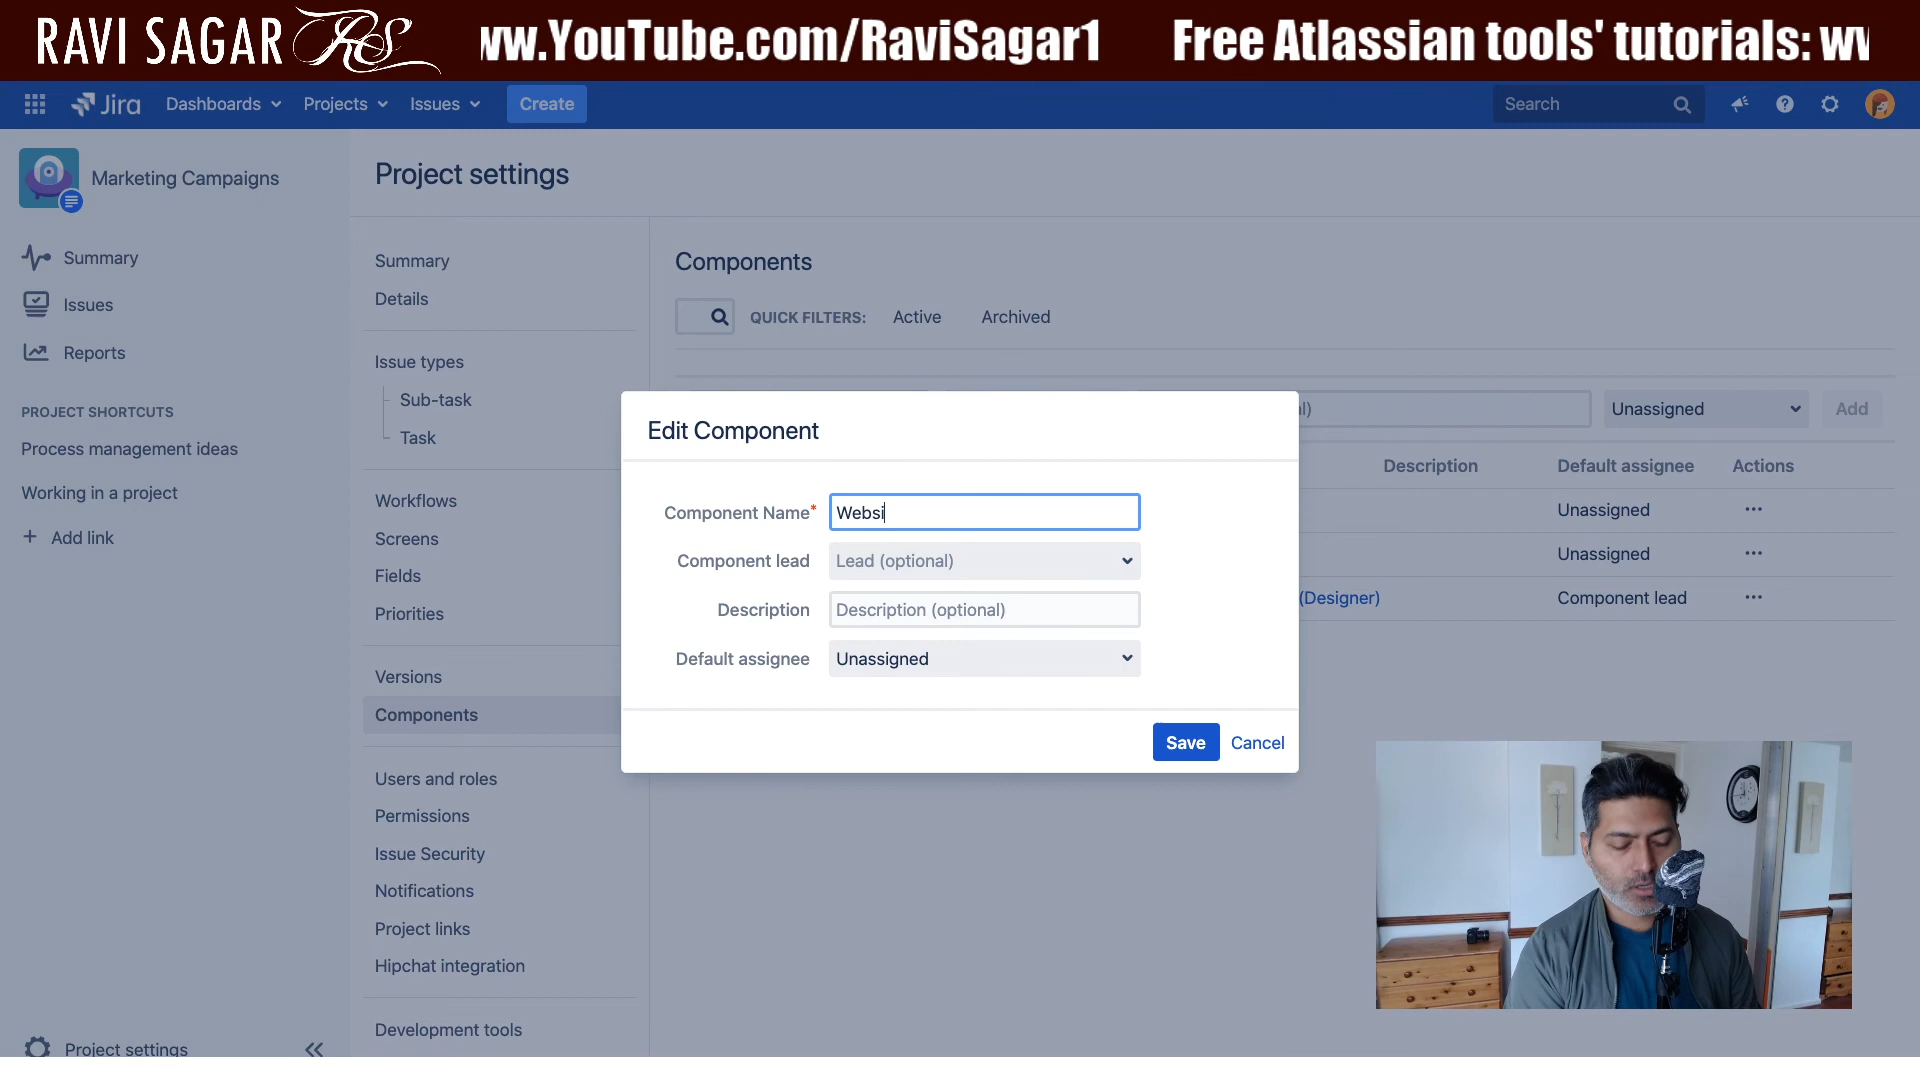 RAVI SAGAR RS
ww.YouTube.com/RaviSagar1 Free Atlassian tools' tutorials: w
Jira Dashboards Projects Issues Create Search
Marketing Campaigns
Summary
Issues
Reports
PROJECT SHORTCUTS
Process management ideas
Working in a project
+ Add link
Project settings
Project settings
Summary
Details
Issue types
Sub-task
Task
Workflows
Screens
Fields
Priorities
Versions
Components
Users and roles
Permissions
Issue Security
Notifications
Project links
Hipchat integration
Development tools
Components
QUICK FILTERS: Active Archived
al) Unassigned Add
Description Default assignee Actions
Unassigned ...
Unassigned ...
(Designer) Component lead ...
Edit Component
Component Name* Websi
Component lead Lead (optional)
Description Description (optional)
Default assignee Unassigned
Save Cancel